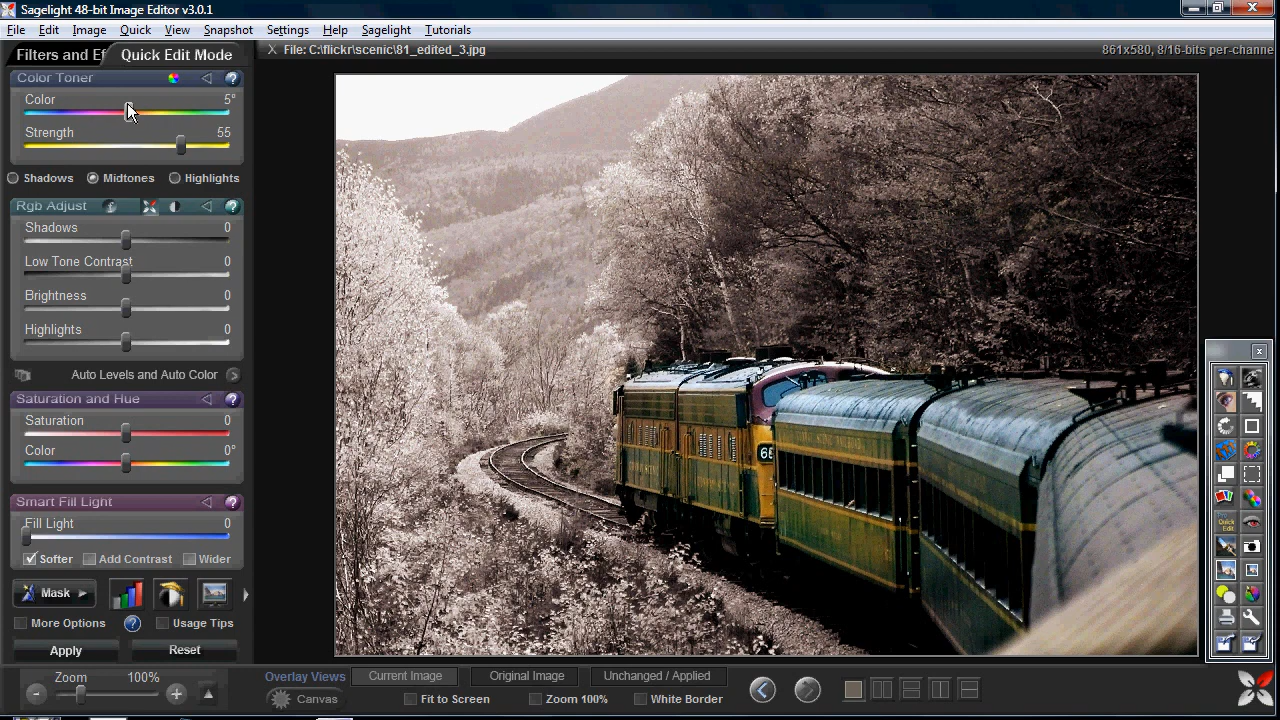 Sagelight 48-bit Image Editor v3.0.1
File Edit Image Quick View Snapshot Settings Help Sagelight Tutorials
Filters and Ef Quick Edit Mode
X File: C:\flickr\scenic\81_edited_3.jpg 861x580, 8/16-bits per-channe
Color Toner ?
Color 5°
Strength 55
Shadows Midtones Highlights
Rgb Adjust ?
Shadows 0
Low Tone Contrast 0
Brightness 0
Highlights 0
Auto Levels and Auto Color
Saturation and Hue ?
Saturation 0
Color 0°
Smart Fill Light ?
Fill Light 0
Softer Add Contrast Wider
Mask
More Options ? Usage Tips
Apply Reset
Zoom 100%
Overlay Views Current Image Original Image Unchanged / Applied
Canvas Fit to Screen Zoom 100% White Border
Quick
Edit